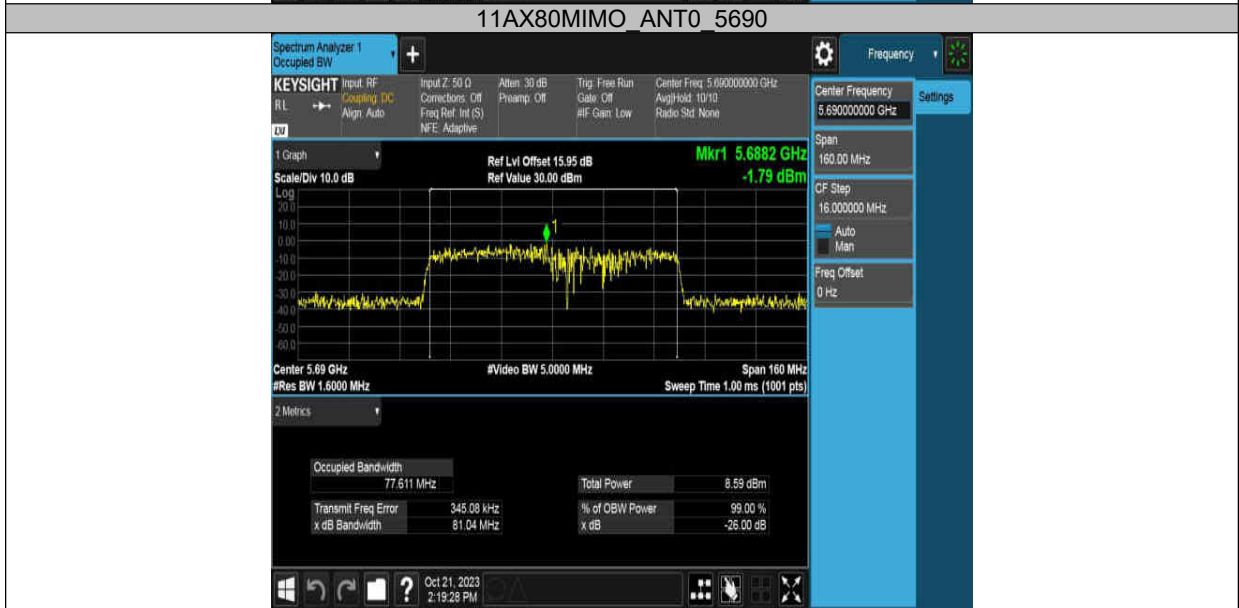 11AX80MIMO_ANT0_5690
Spectrum Analyzer 1
Occupied BW
+
Frequency
KEYSIGHT
RL
LXI
Input: RF
Coupling: DC
Align: Auto
Input Z: 50 Ω
Corrections: Off
Freq Ref: Int (S)
NFE: Adaptive
Atten: 30 dB
Preamp: Off
Trig: Free Run
Gate: Off
#IF Gain: Low
Center Freq: 5.690000000 GHz
Avg|Hold: 10/10
Radio Std: None
Center Frequency
5.690000000 GHz
Settings
Span
160.00 MHz
CF Step
16.000000 MHz
Auto
Man
Freq Offset
0 Hz
1 Graph
Scale/Div 10.0 dB
Ref Lvl Offset 15.95 dB
Ref Value 30.00 dBm
Mkr1 5.6882 GHz
-1.79 dBm
Log
20.0
10.0
0.00
-10.0
-20.0
-30.0
-40.0
-50.0
-60.0
1
Center 5.69 GHz
#Video BW 5.0000 MHz
Span 160 MHz
#Res BW 1.6000 MHz
Sweep Time 1.00 ms (1001 pts)
2 Metrics
Occupied Bandwidth
77.611 MHz
Total Power 8.59 dBm
Transmit Freq Error 345.08 kHz
% of OBW Power 99.00 %
x dB Bandwidth 81.04 MHz
x dB -26.00 dB
?
Oct 21, 2023
2:19:28 PM